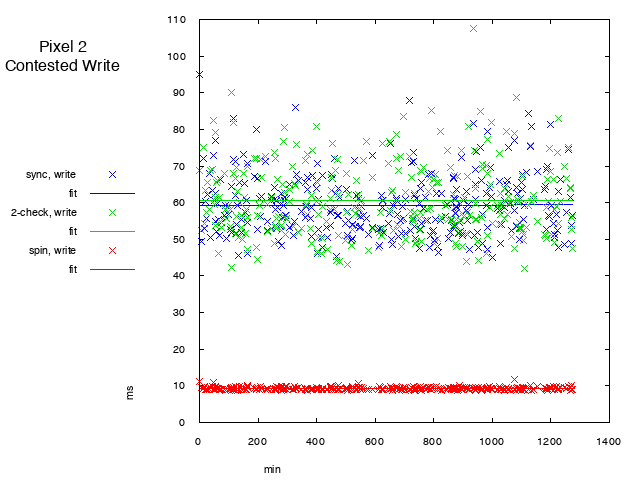 Pixel 2
Contested Write
sync, write
fit
2-check, write
fit
spin, write
fit
110
100
90
80
70
60
50
40
30
20
10
0
ms
0 200 400 600 800 1000 1200 1400
min